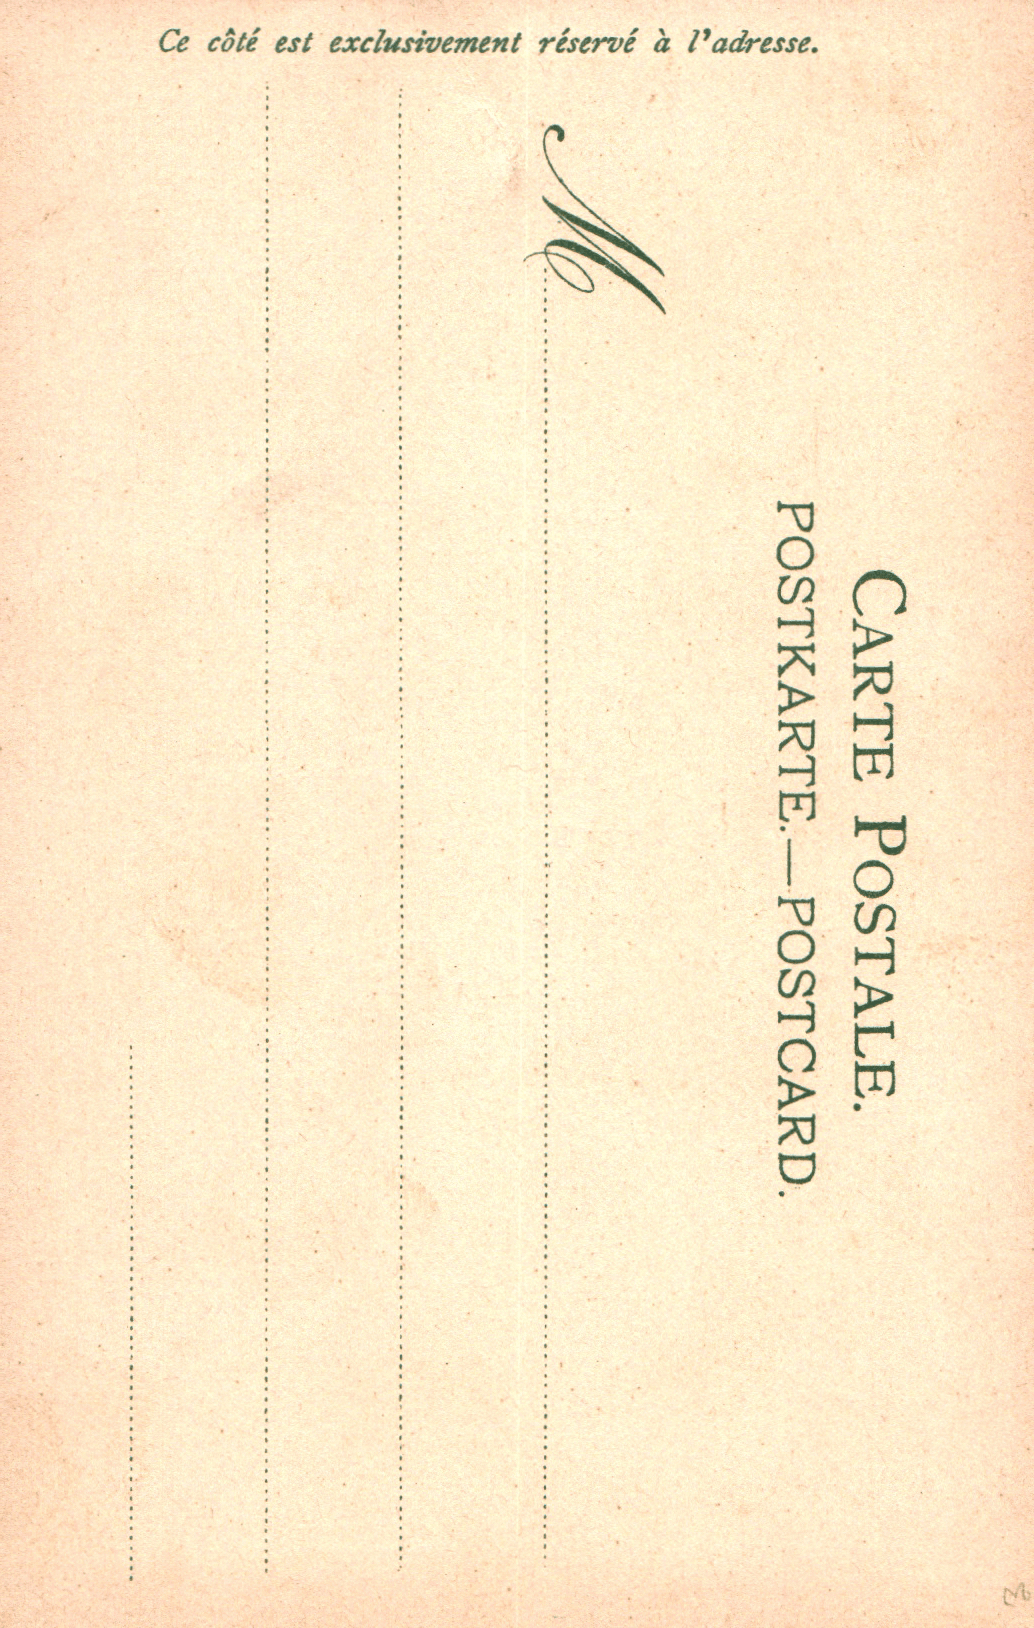 Ce côté est exclusivement réservé à l'adresse.
CARTE POSTALE.
POSTKARTE.—POSTCARD.
M